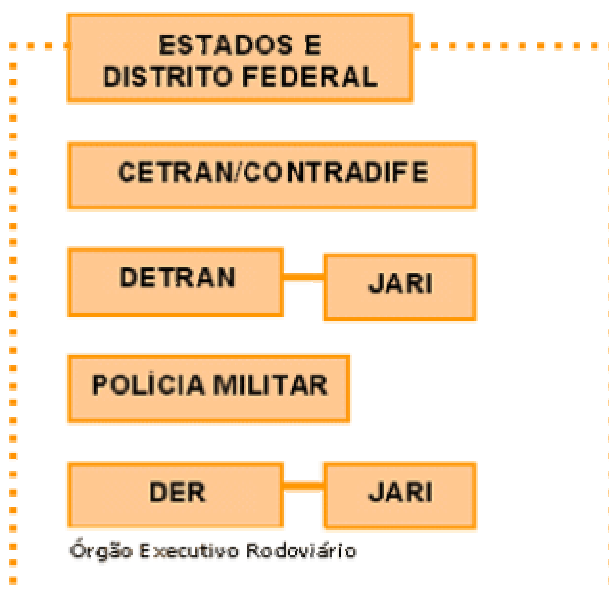 ESTADOS E
DISTRITO FEDERAL
CETRAN/CONTRADIFE
DETRAN
JARI
POLÍCIA MILITAR
DER
JARI
Órgão Executivo Rodoviário